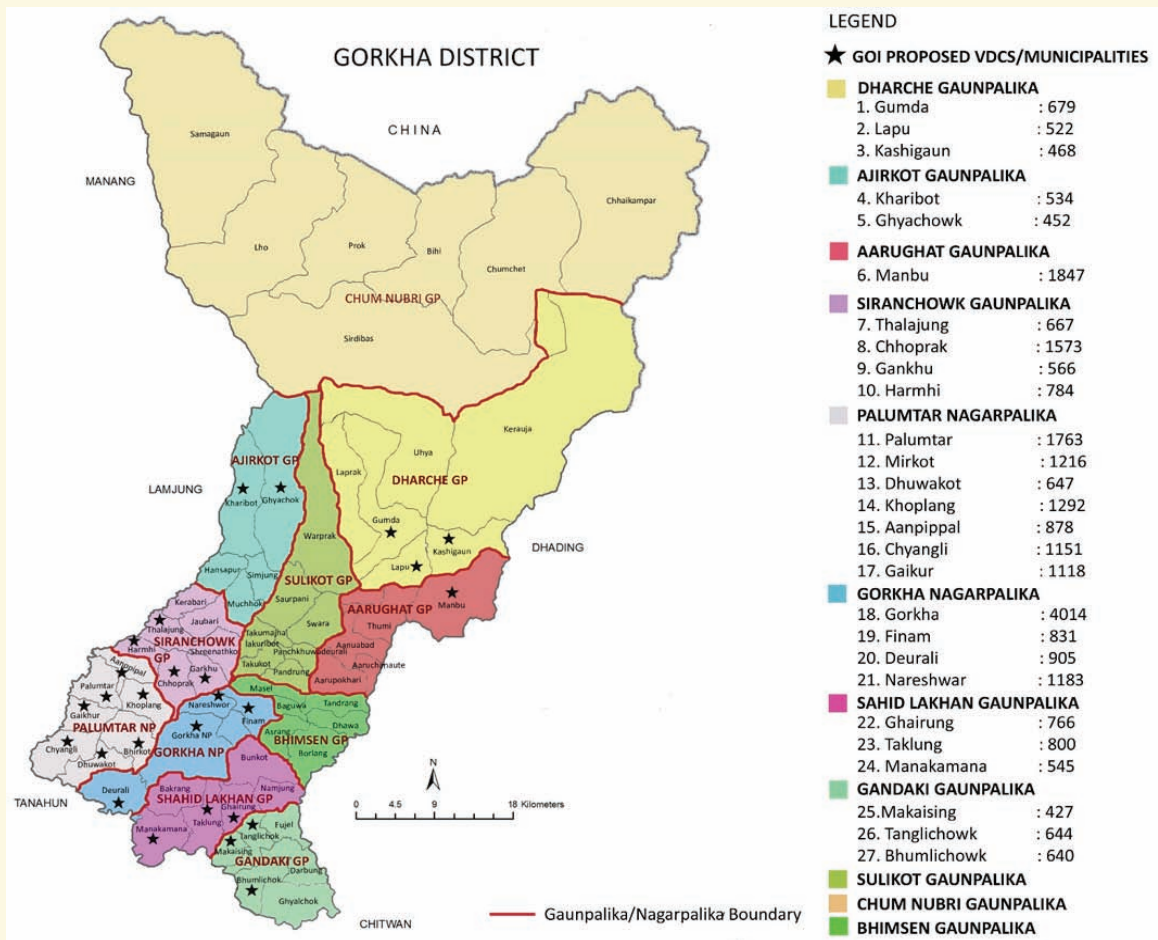 GORKHA DISTRICT
CHINA
MANANG
LAMJUNG
DHADING
TANAHUN
CHITWAN
Samagaun
Lho
Prok
Bihi
Chumchet
Chhaikampar
CHUM NUBRI GP
Sirdibas
AJIRKOT GP
Kharibot
Ghyachok
Hansapur
Simjung
Muchhok
Warprak
SULIKOT GP
Saurpani
Swara
Takumajhal
Takukot
Pandrung
Laprak
Uhya
Kerauja
DHARCHE GP
Gumda
Kashigaun
Lapu
AARUGHAT GP
Manbu
Thumi
Aanuabad
Aaruchanaute
Aarupokhari
Kerabari
Thalajung
Jaubari
SIRANCHOWK
GP
Harmhi
Shreenathkot
Garkhu
Chhoprak
Aanppipal
Palumtar
Khoplang
Gaikhur
PALUMTAR NP
Chyangli
Bhirkot
Dhuwakot
Nareshwor
Finam
Gorkha NP
GORKHA NP
Deurali
Masel
Baguwa
Tandrang
Asrang
Dhawa
BHIMSEN GP
Borlang
Bunkot
Bakrang
SHAHID LAKHAN GP
Namjung
Ghairung
Taklung
Manakamana
Fujel
Tanglichok
Makaising
GANDAKI GP
Darbung
Bhumlichok
Ghyalchok
N
0 4.5 9 18 Kilometers
Gaunpalika/Nagarpalika Boundary
LEGEND
GOI PROPOSED VDCS/MUNICIPALITIES
DHARCHE GAUNPALIKA
1. Gumda : 679
2. Lapu : 522
3. Kashigaun : 468
AJIRKOT GAUNPALIKA
4. Kharibot : 534
5. Ghyachowk : 452
AARUGHAT GAUNPALIKA
6. Manbu : 1847
SIRANCHOWK GAUNPALIKA
7. Thalajung : 667
8. Chhoprak : 1573
9. Gankhu : 566
10. Harmhi : 784
PALUMTAR NAGARPALIKA
11. Palumtar : 1763
12. Mirkot : 1216
13. Dhuwakot : 647
14. Khoplang : 1292
15. Aanpippal : 878
16. Chyangli : 1151
17. Gaikur : 1118
GORKHA NAGARPALIKA
18. Gorkha : 4014
19. Finam : 831
20. Deurali : 905
21. Nareshwar : 1183
SAHID LAKHAN GAUNPALIKA
22. Ghairung : 766
23. Taklung : 800
24. Manakamana : 545
GANDAKI GAUNPALIKA
25.Makaising : 427
26. Tanglichowk : 644
27. Bhumlichowk : 640
SULIKOT GAUNPALIKA
CHUM NUBRI GAUNPALIKA
BHIMSEN GAUNPALIKA